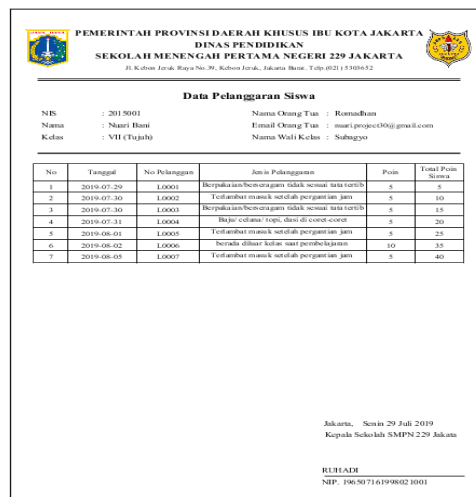 PEMERINTAH PROVINSI DAERAH KHUSUS IBU KOTA JAKARTA
DINAS PENDIDIKAN
SEKOLAH MENENGAH PERTAMA NEGERI 229 JAKARTA
Jl. Kebon Jeruk Raya No.39, Kebon Jeruk, Jakarta Barat. Telp.(021) 5303652
Data Pelanggaran Siswa
NIS : 2015001 Nama Orang Tua : Romadhan
Nama : Nuari Bani Email Orang Tua : nuari.project30@gmail.com
Kelas : VII (Tujuh) Nama Wali Kelas : Subagyo
No Tanggal No Pelanggan Jenis Pelanggaran Poin Total Poin Siswa
1 2019-07-29 L0001 Berpakaian/berseragam tidak sesuai tata tertib 5 5
2 2019-07-30 L0002 Terlambat masuk setelah pergantian jam 5 10
3 2019-07-30 L0003 Berpakaian/berseragam tidak sesuai tata tertib 5 15
4 2019-07-31 L0004 Baju/ celana/ topi, dasi di coret-coret 5 20
5 2019-08-01 L0005 Terlambat masuk setelah pergantian jam 5 25
6 2019-08-02 L0006 berada diluar kelas saat pembelajaran 10 35
7 2019-08-05 L0007 Terlambat masuk setelah pergantian jam 5 40
Jakarta, Senin 29 Juli 2019
Kepala Sekolah SMPN 229 Jakata
RUHADI
NIP. 196507161998021001